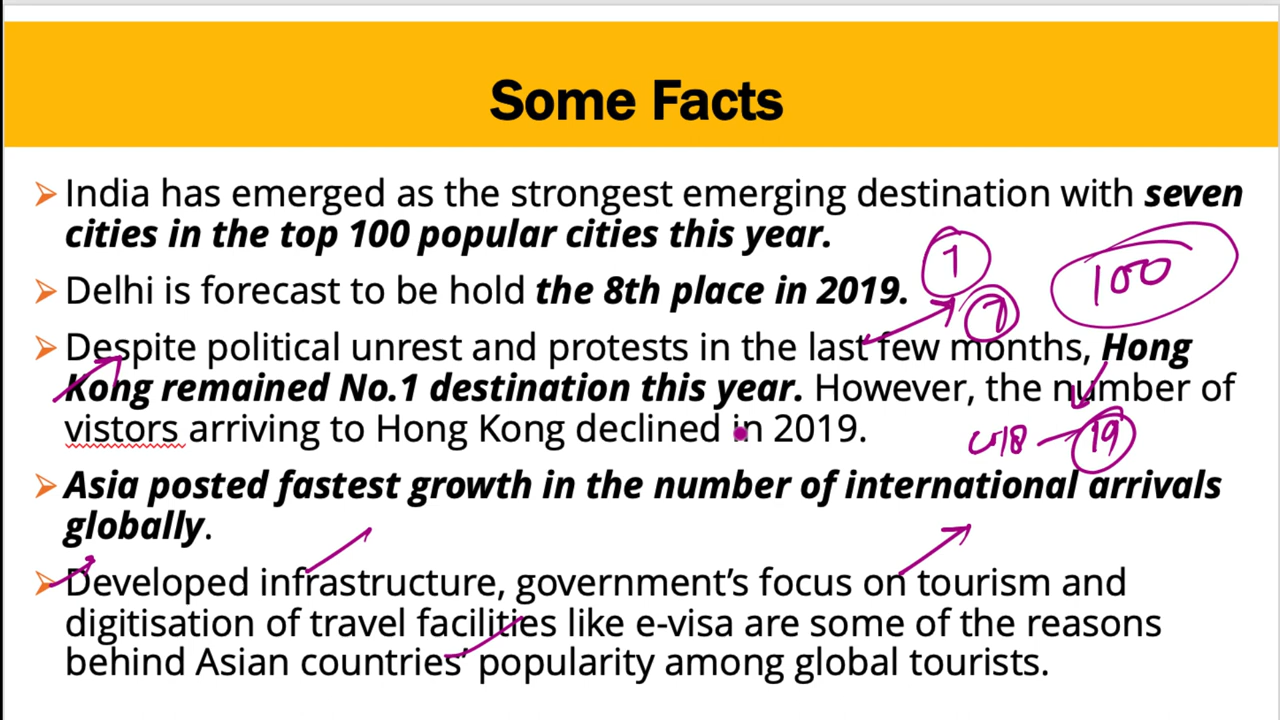 Some Facts
India has emerged as the strongest emerging destination with seven
cities in the top 100 popular cities this year.
Delhi is forecast to be hold the 8th place in 2019.
Despite political unrest and protests in the last few months, Hong
Kong remained No.1 destination this year. However, the number of
vistors arriving to Hong Kong declined in 2019.
Asia posted fastest growth in the number of international arrivals
globally.
Developed infrastructure, government’s focus on tourism and
digitisation of travel facilities like e-visa are some of the reasons
behind Asian countries’ popularity among global tourists.
100
19